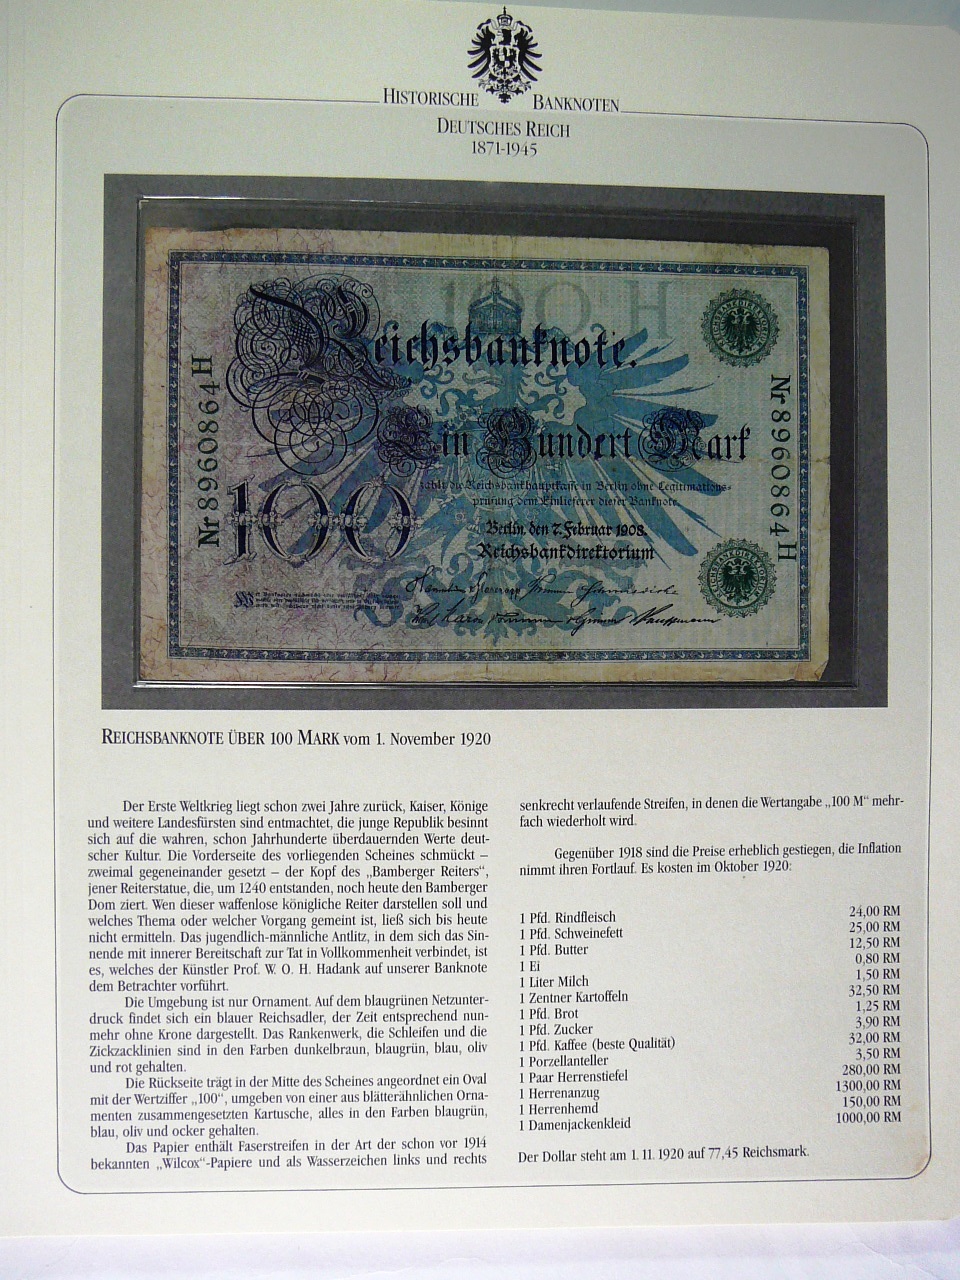 HISTORISCHE BANKNOTEN
DEUTSCHES REICH
1871-1945
100 H
Reichsbanknote.
Ein Hundert Mark
zahlt die Reichsbankhauptkasse in Berlin ohne Legitimations-
prüfung dem Einlieferer dieser Banknote.
Berlin, den 7. Februar 1908.
Reichsbankdirektorium
100
Nr 8960864 H
Nr 8960864 H
REICHSBANKNOTE ÜBER 100 MARK vom 1. November 1920
Der Erste Weltkrieg liegt schon zwei Jahre zurück, Kaiser, Könige
und weitere Landesfürsten sind entmachtet, die junge Republik besinnt
sich auf die wahren, schon Jahrhunderte überdauernden Werte deut-
scher Kultur. Die Vorderseite des vorliegenden Scheines schmückt –
zweimal gegeneinander gesetzt – der Kopf des „Bamberger Reiters“,
jener Reiterstatue, die, um 1240 entstanden, noch heute den Bamberger
Dom ziert. Wen dieser waffenlose königliche Reiter darstellen soll und
welches Thema oder welcher Vorgang gemeint ist, ließ sich bis heute
nicht ermitteln. Das jugendlich-männliche Antlitz, in dem sich das Sin-
nende mit innerer Bereitschaft zur Tat in Vollkommenheit verbindet, ist
es, welches der Künstler Prof. W. O. H. Hadank auf unserer Banknote
dem Betrachter vorführt.
Die Umgebung ist nur Ornament. Auf dem blaugrünen Netzunter-
druck findet sich ein blauer Reichsadler, der Zeit entsprechend nun-
mehr ohne Krone dargestellt. Das Rankenwerk, die Schleifen und die
Zickzacklinien sind in den Farben dunkelbraun, blaugrün, blau, oliv
und rot gehalten.
Die Rückseite trägt in der Mitte des Scheines angeordnet ein Oval
mit der Wertziffer „100“, umgeben von einer aus blätterähnlichen Orna-
menten zusammengesetzten Kartusche, alles in den Farben blaugrün,
blau, oliv und ocker gehalten.
Das Papier enthält Faserstreifen in der Art der schon vor 1914
bekannten „Wilcox“-Papiere und als Wasserzeichen links und rechts
senkrecht verlaufende Streifen, in denen die Wertangabe „100 M“ mehr-
fach wiederholt wird.
Gegenüber 1918 sind die Preise erheblich gestiegen, die Inflation
nimmt ihren Fortlauf. Es kosten im Oktober 1920:
1 Pfd. Rindfleisch 24,00 RM
1 Pfd. Schweinefett 25,00 RM
1 Pfd. Butter 12,50 RM
1 Ei 0,80 RM
1 Liter Milch 1,50 RM
1 Zentner Kartoffeln 32,50 RM
1 Pfd. Brot 1,25 RM
1 Pfd. Zucker 3,90 RM
1 Pfd. Kaffee (beste Qualität) 32,00 RM
1 Porzellanteller 3,50 RM
1 Paar Herrenstiefel 280,00 RM
1 Herrenanzug 1300,00 RM
1 Herrenhemd 150,00 RM
1 Damenjackenkleid 1000,00 RM
Der Dollar steht am 1. 11. 1920 auf 77,45 Reichsmark.